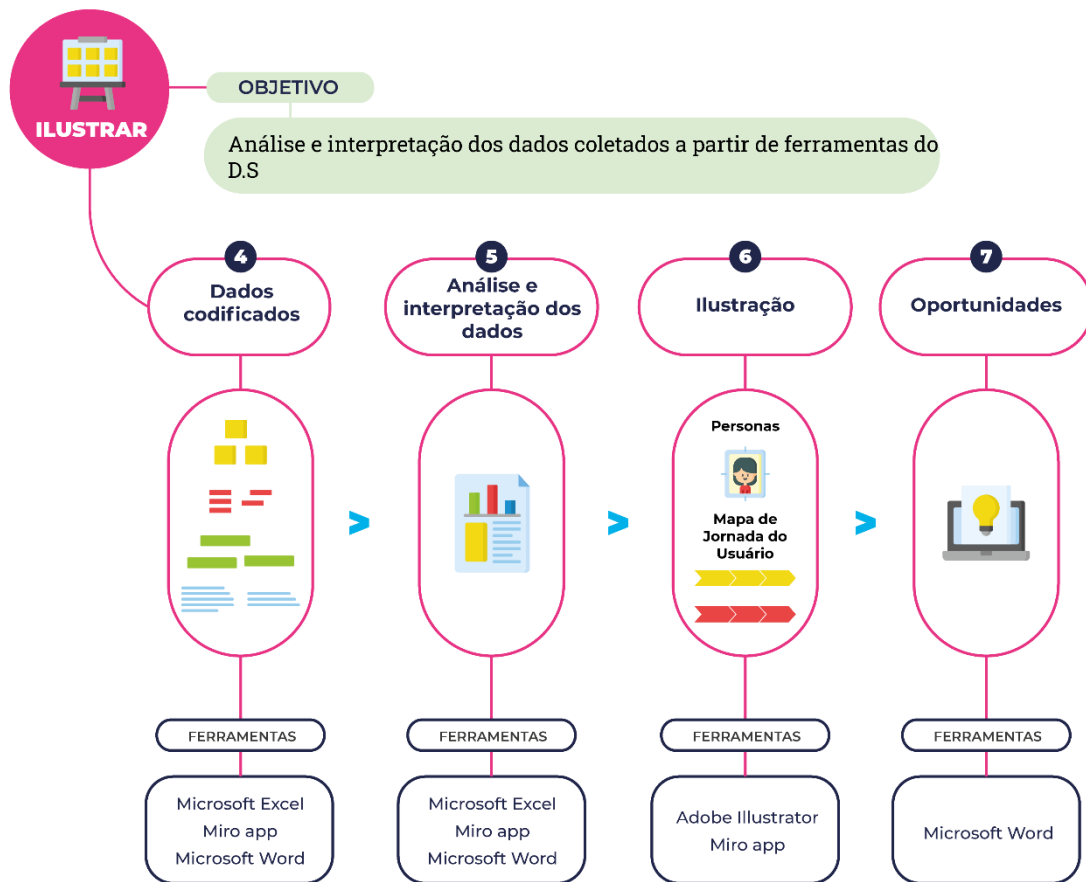 ILUSTRAR
OBJETIVO
Análise e interpretação dos dados coletados a partir de ferramentas do
D.S
4
Dados
codificados
5
Análise e
interpretação dos
dados
6
Ilustração
7
Oportunidades
>
>
Personas
Mapa de
Jornada do
Usuário
>
FERRAMENTAS
FERRAMENTAS
FERRAMENTAS
FERRAMENTAS
Microsoft Excel
Miro app
Microsoft Word
Microsoft Excel
Miro app
Microsoft Word
Adobe Illustrator
Miro app
Microsoft Word